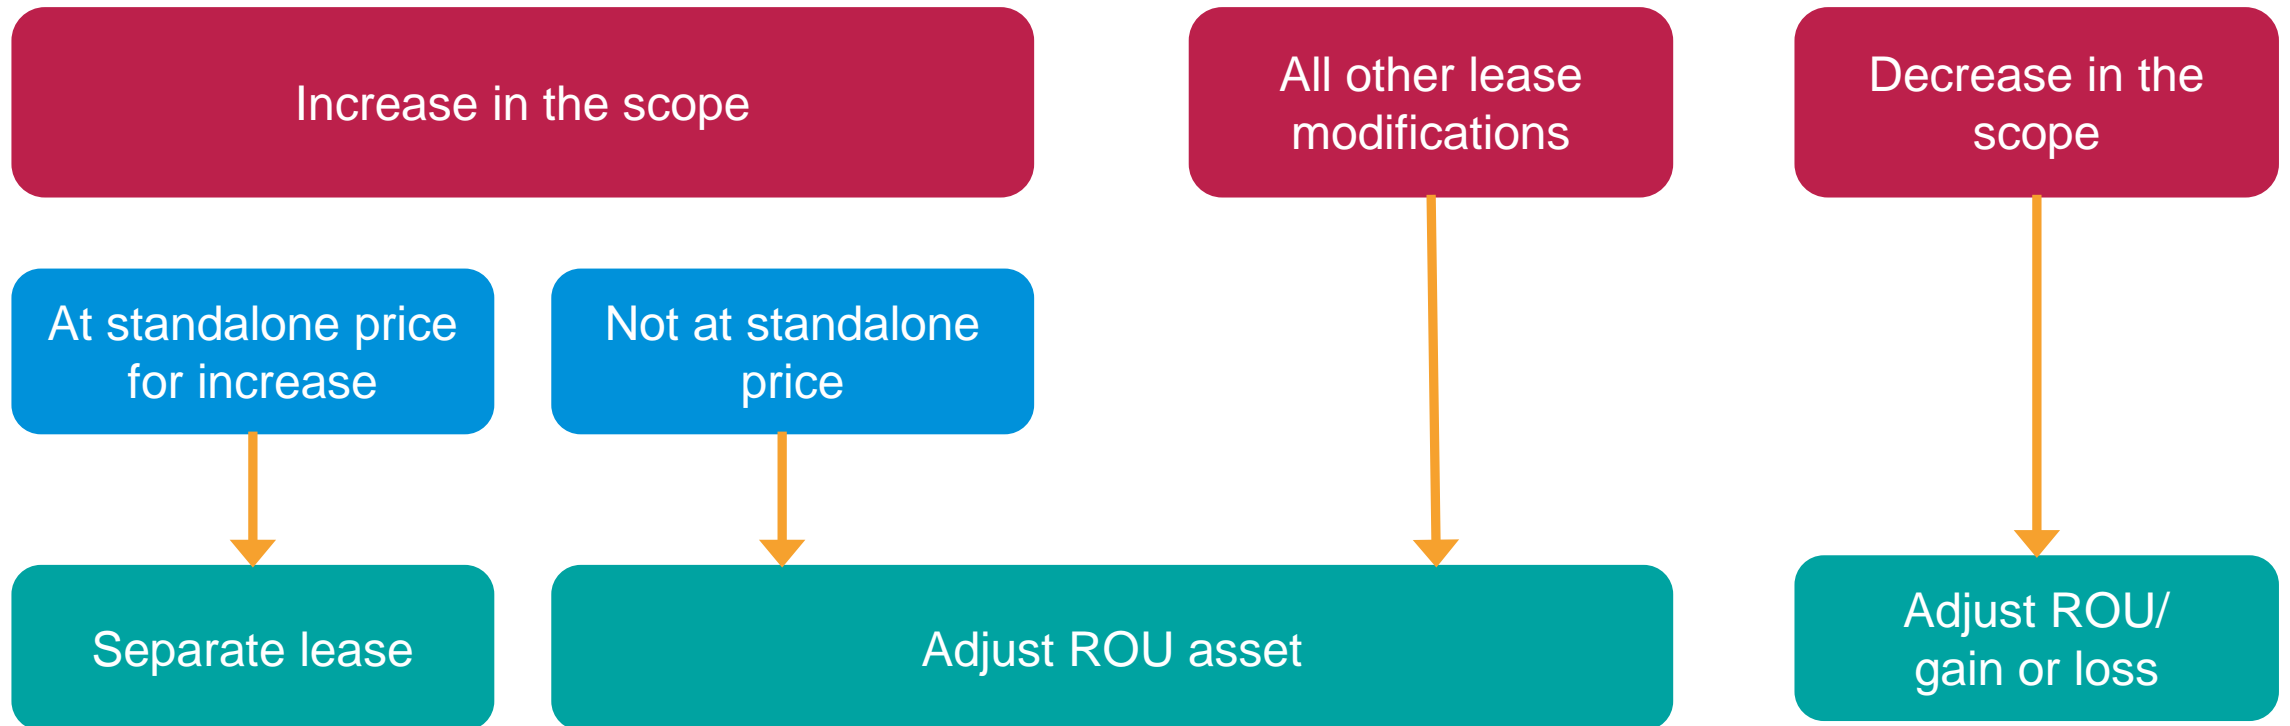 Increase in the scope
All other lease
modifications
Decrease in the
scope
At standalone price
for increase
Not at standalone
price
Separate lease
Adjust ROU asset
Adjust ROU/
gain or loss